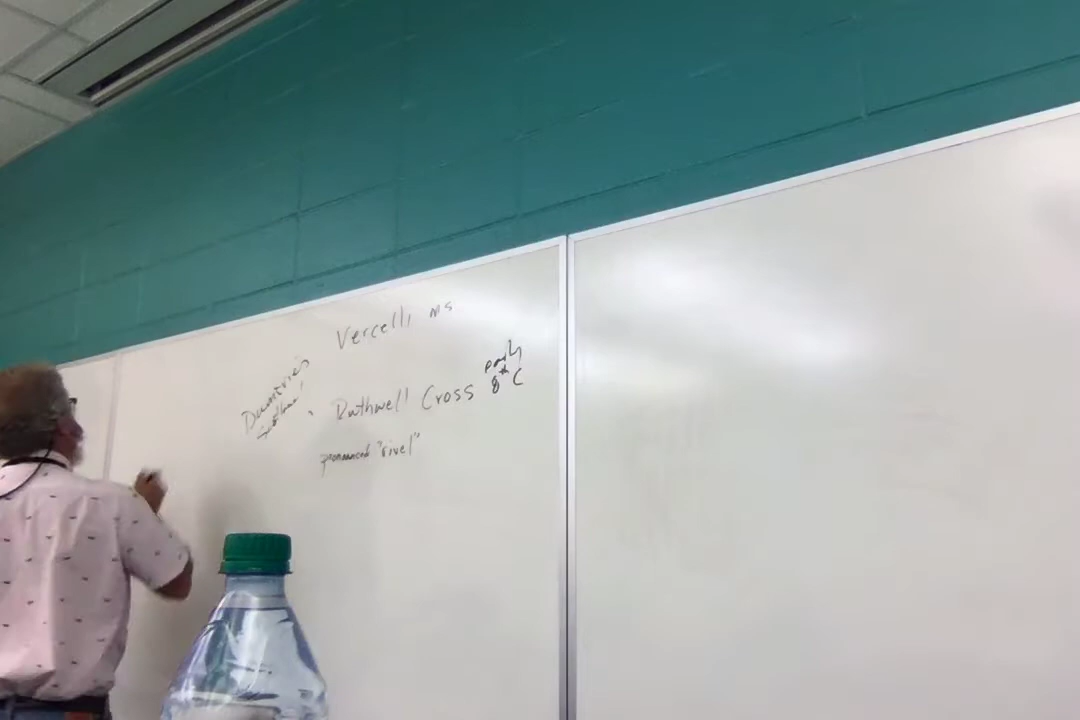 Vercelli MS
early
Dumfries, Ruthwell Cross 8th C
Scotland
pronounced "rivel"